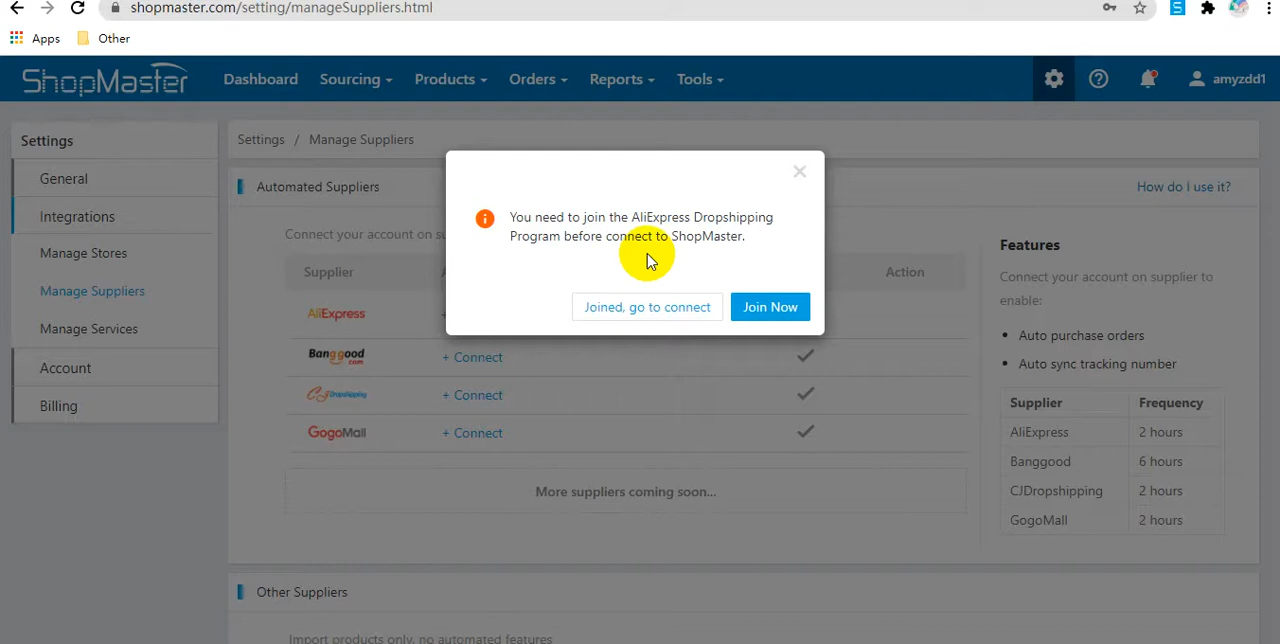 shopmaster.com/setting/manageSuppliers.html
Apps Other
ShopMaster Dashboard Sourcing Products Orders Reports Tools amyzdd1
Settings
General
Integrations
Manage Stores
Manage Suppliers
Manage Services
Account
Billing
Settings / Manage Suppliers
Automated Suppliers How do I use it?
Connect your account on su
Supplier A Action
AliExpress
Banggood.com + Connect
CJDropshipping + Connect
GogoMall + Connect
More suppliers coming soon...
You need to join the AliExpress Dropshipping
Program before connect to ShopMaster.
Joined, go to connect Join Now
Features
Connect your account on supplier to
enable:
Auto purchase orders
Auto sync tracking number
Supplier Frequency
AliExpress 2 hours
Banggood 6 hours
CJDropshipping 2 hours
GogoMall 2 hours
Other Suppliers
Import products only, no automated features